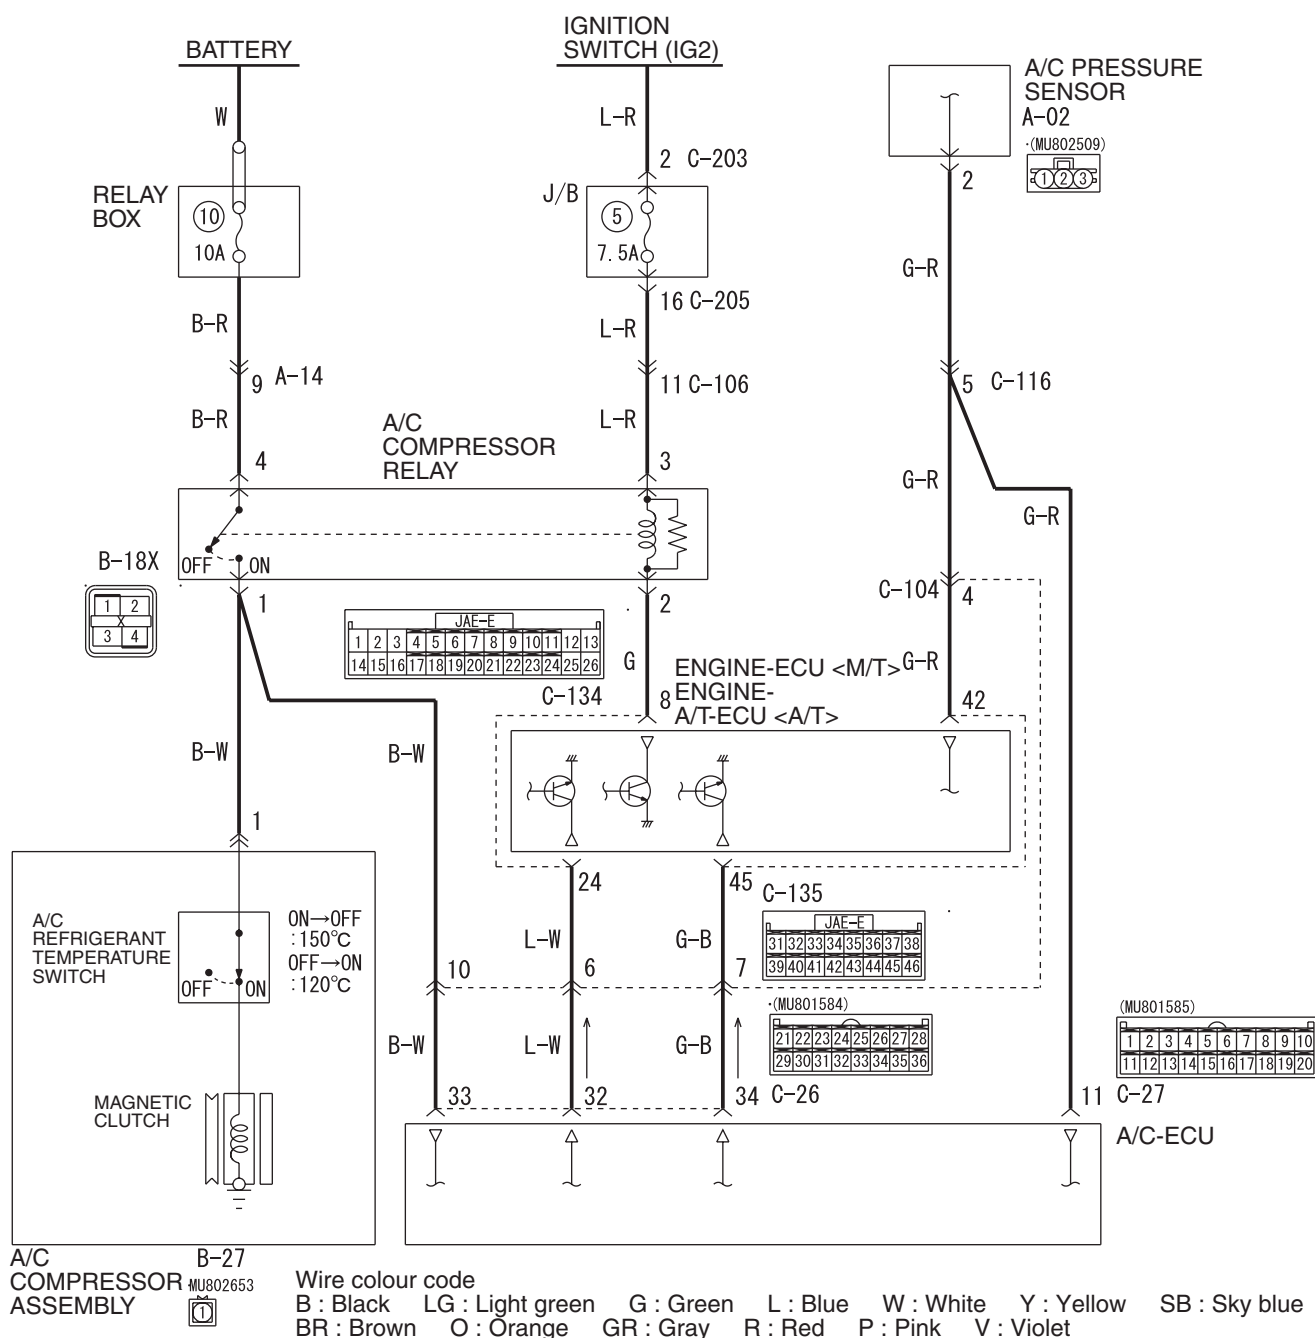 BATTERY
IGNITION
SWITCH (IG2)
A/C PRESSURE
SENSOR
A-02
·(MU802509)
1 2 3
W
L-R
2 C-203
2
RELAY
BOX
10
10A
J/B
5
7.5A
G-R
16 C-205
B-R
L-R
9 A-14
11 C-106
5 C-116
B-R
L-R
A/C
COMPRESSOR
RELAY
4
3
G-R
G-R
OFF ON
B-18X
1 2
X
3 4
1
2
C-104 4
JAE-E
1 2 3 4 5 6 7 8 9 10 11 12 13
14 15 16 17 18 19 20 21 22 23 24 25 26
C-134
G
G-R
ENGINE-ECU <M/T>
ENGINE-
A/T-ECU <A/T>
8
42
B-W
B-W
1
24
45
C-135
JAE-E
31 32 33 34 35 36 37 38
39 40 41 42 43 44 45 46
A/C
REFRIGERANT
TEMPERATURE
SWITCH
ON→OFF
:150℃
OFF→ON
:120℃
OFF ON
L-W
G-B
10
6
7
·(MU801584)
21 22 23 24 25 26 27 28
29 30 31 32 33 34 35 36
C-26
(MU801585)
1 2 3 4 5 6 7 8 9 10
11 12 13 14 15 16 17 18 19 20
B-W
L-W
G-B
33
32
34
11 C-27
MAGNETIC
CLUTCH
A/C-ECU
A/C
COMPRESSOR
ASSEMBLY
B-27
MU802653
1
Wire colour code
B : Black LG : Light green G : Green L : Blue W : White Y : Yellow SB : Sky blue
BR : Brown O : Orange GR : Gray R : Red P : Pink V : Violet